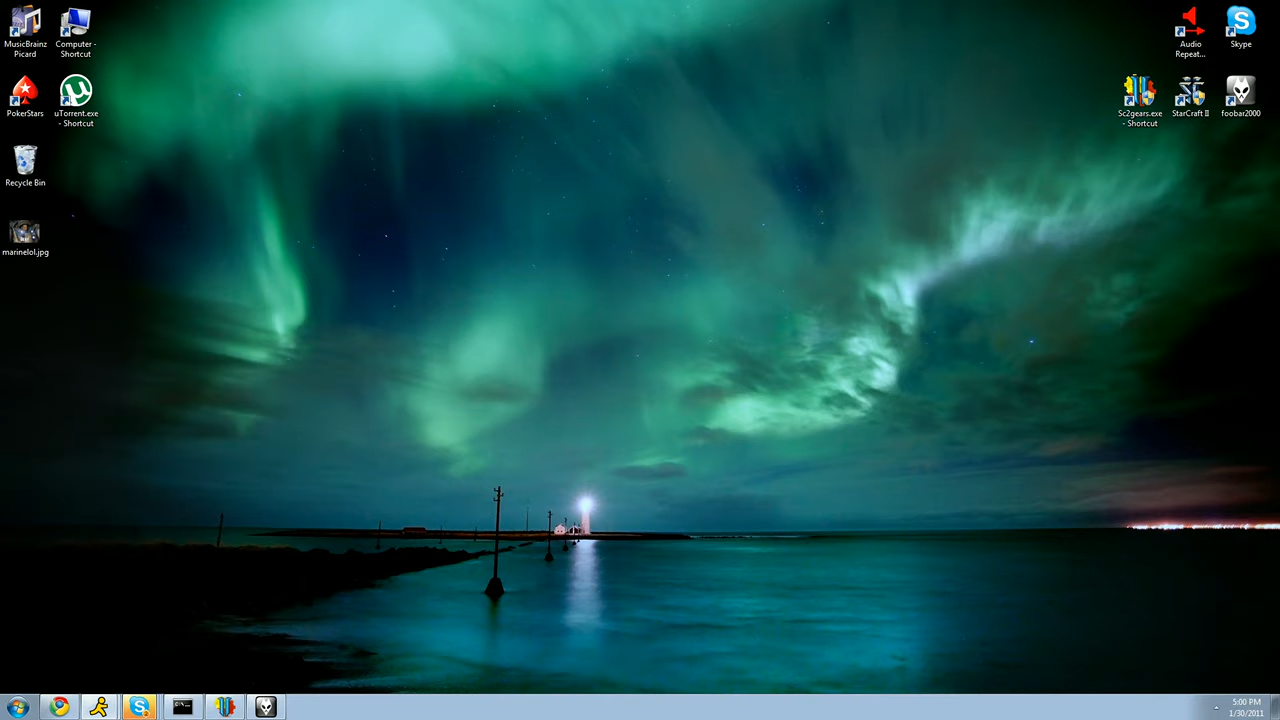 MusicBrainz
Picard
Computer -
Shortcut
PokerStars
uTorrent.exe
- Shortcut
Recycle Bin
marinelol.jpg
Audio
Repeat...
Skype
Sc2gears.exe
- Shortcut
StarCraft II
foobar2000
5:00 PM
1/30/2011